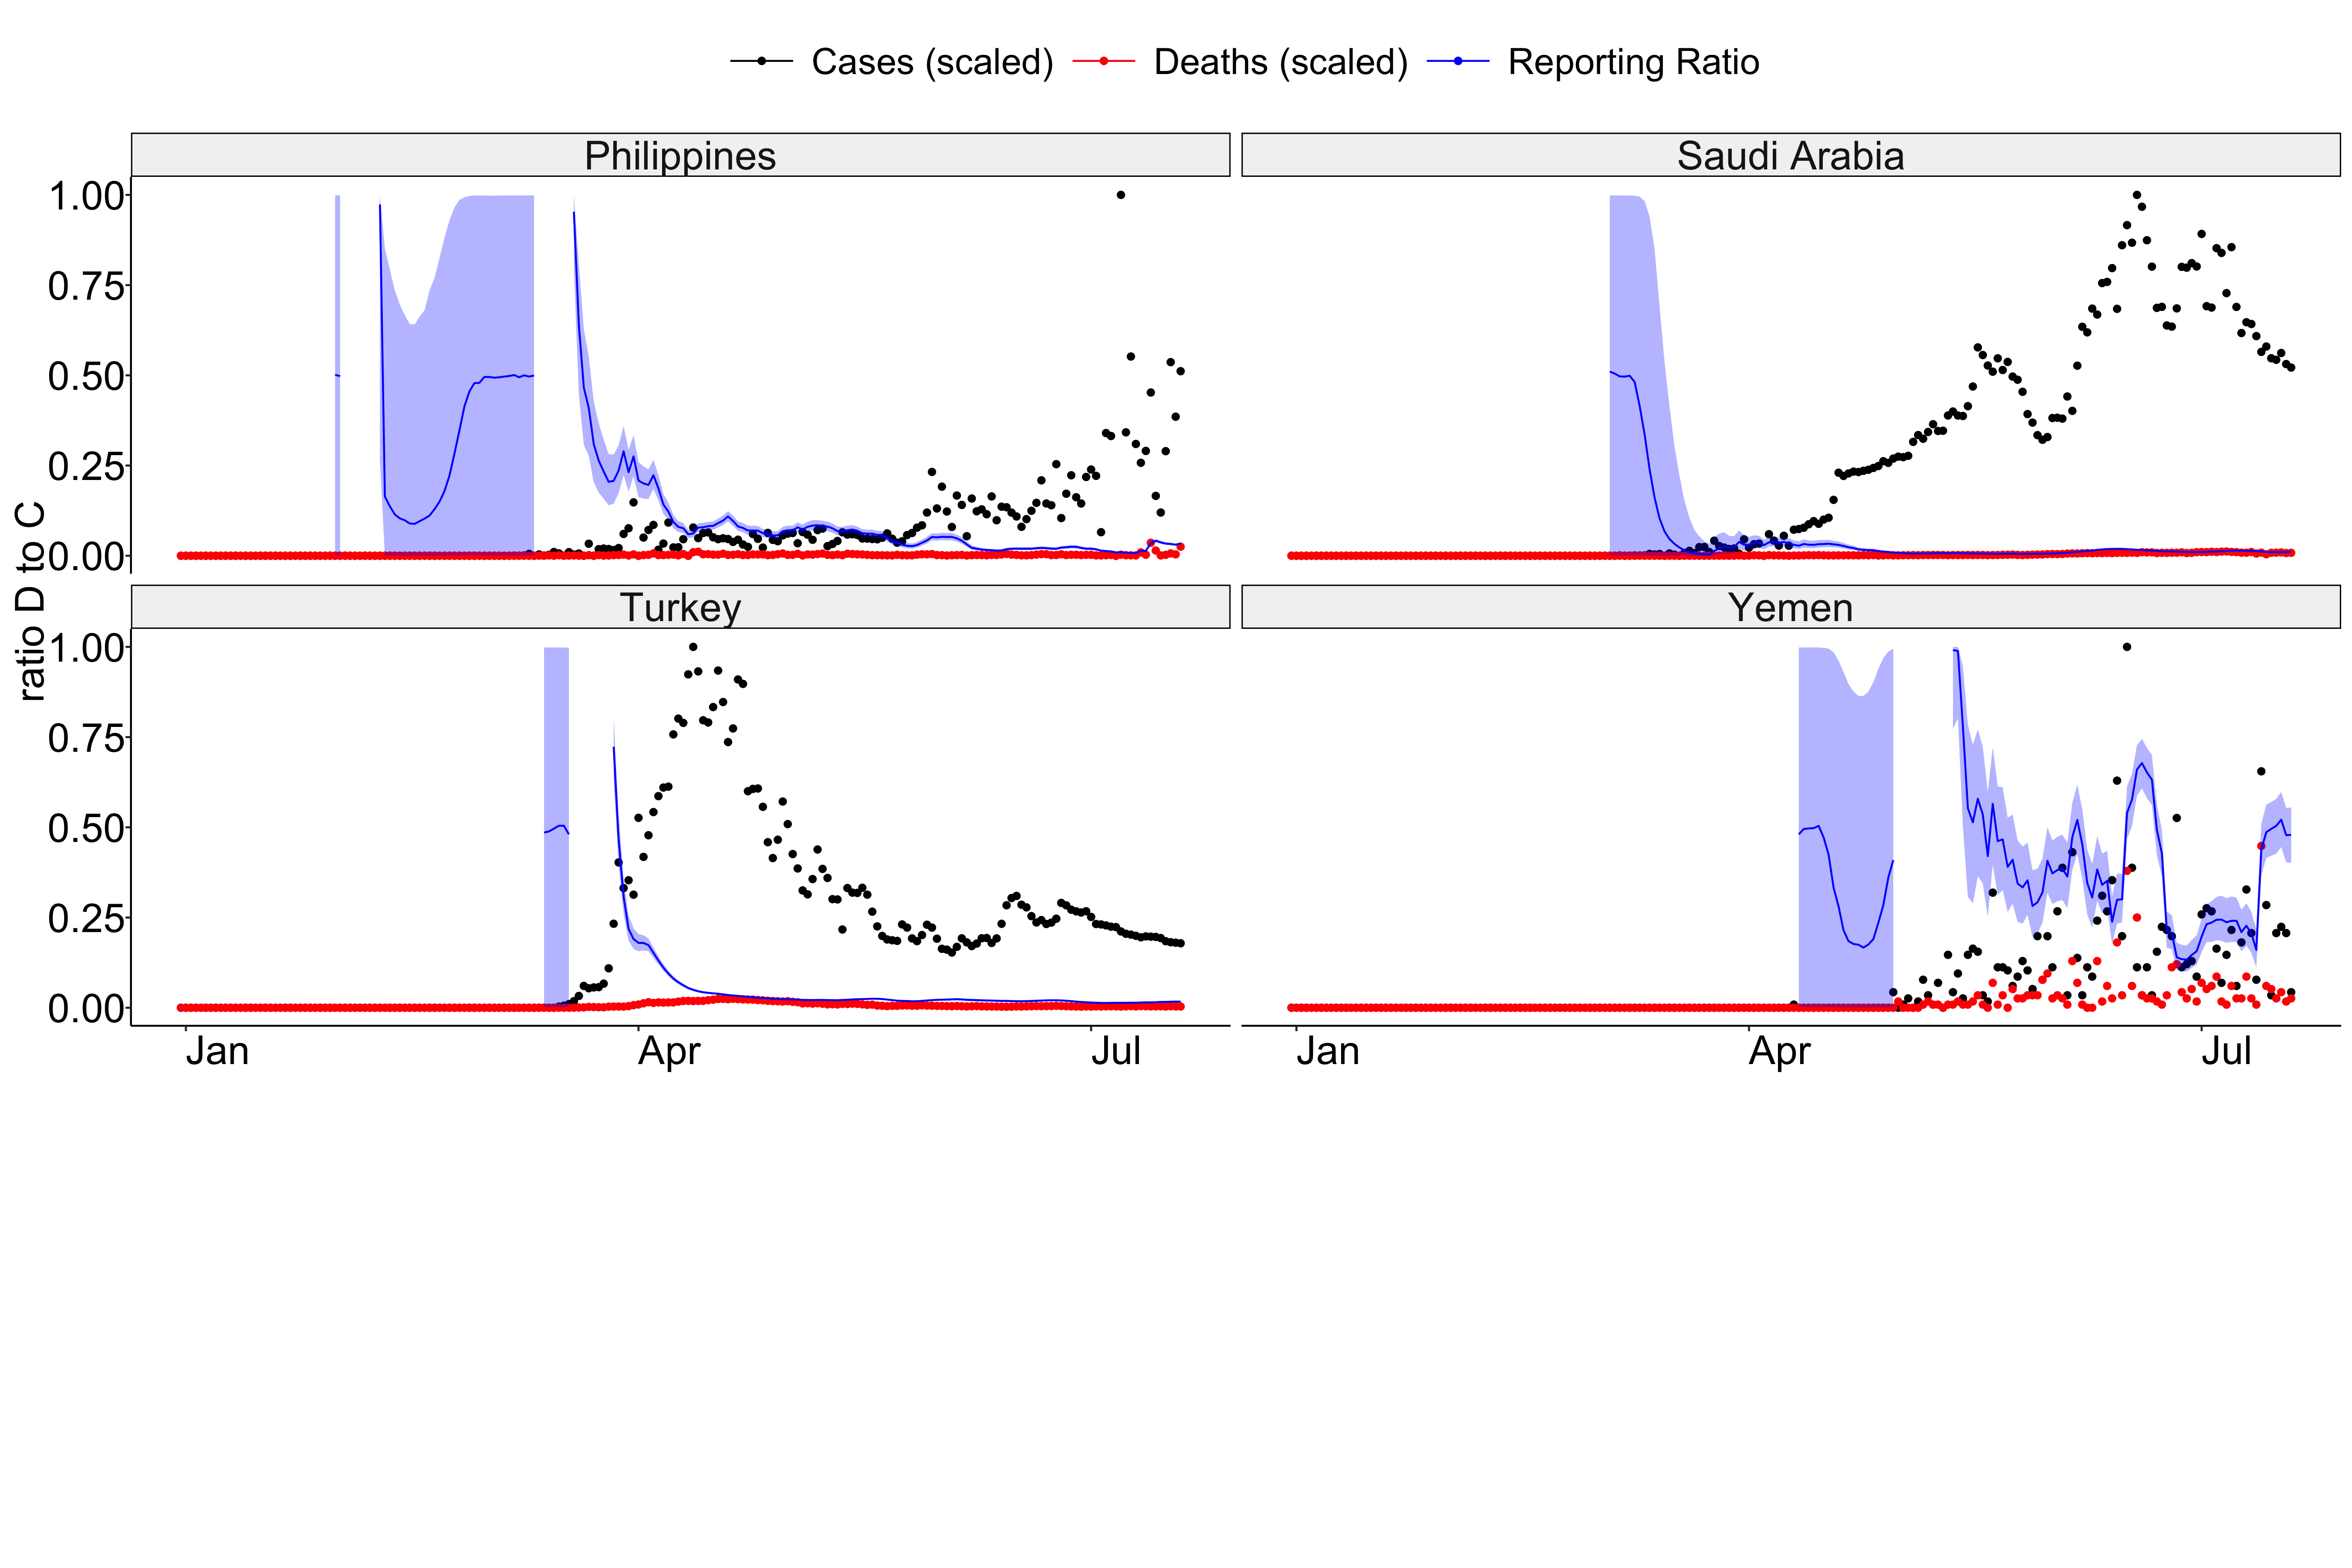 Cases (scaled) Deaths (scaled) Reporting Ratio
Philippines Saudi Arabia
1.00
0.75
0.50
0.25
0.00
ratio D to C
Turkey Yemen
1.00
0.75
0.50
0.25
0.00
Jan Apr Jul Jan Apr Jul